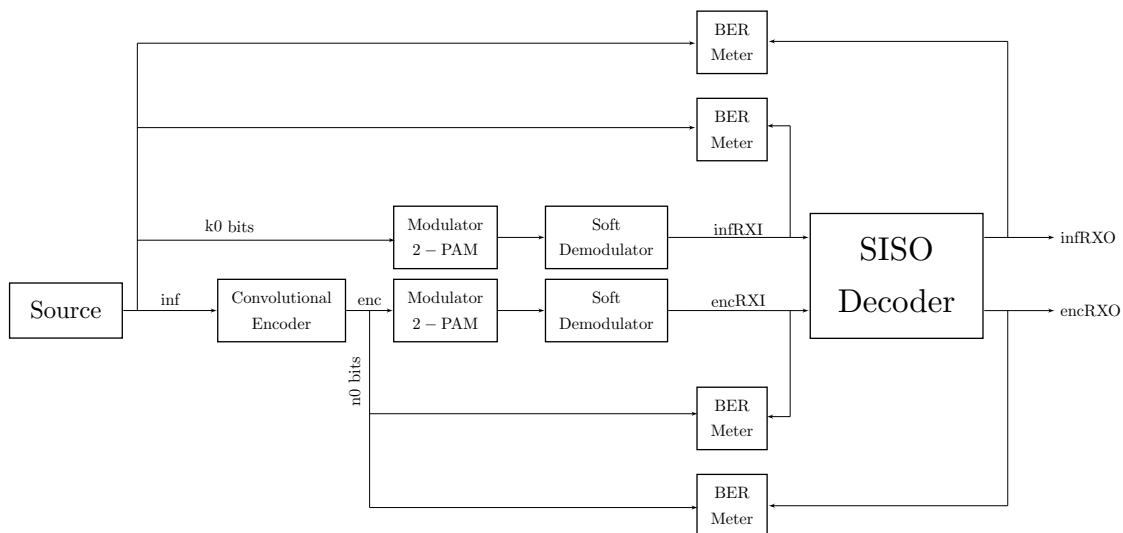 BER
Meter
BER
Meter
k0 bits
Modulator
2 − PAM
Soft
Demodulator
infRXI
SISO
Decoder
infRXO
Source
inf
Convolutional
Encoder
enc
Modulator
2 − PAM
Soft
Demodulator
encRXI
encRXO
n0 bits
BER
Meter
BER
Meter